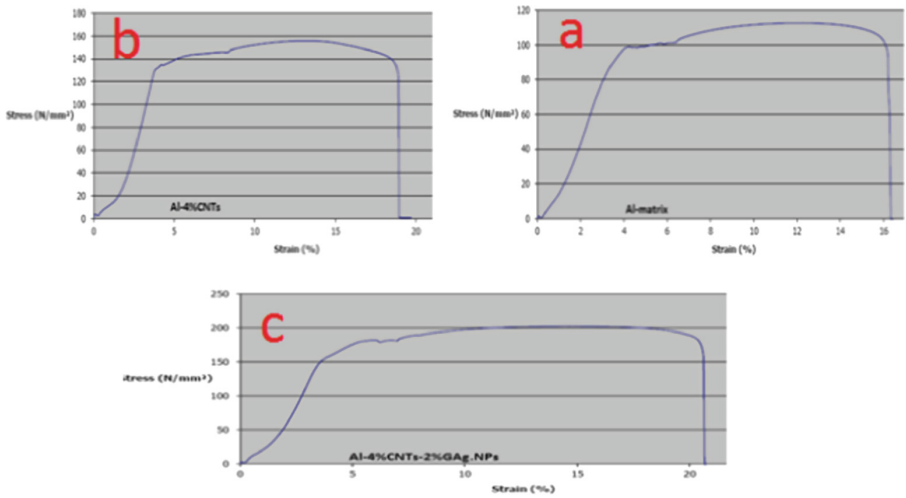 b
180
160
140
120
100
80
60
40
20
0
Stress (N/mm²)
0 5 10 15 20
Al-4%CNTs
Strain (%)
a
120
100
80
60
40
20
0
Stress (N/mm²)
0 2 4 6 8 10 12 14 16
Al-matrix
Strain (%)
c
250
200
150
100
50
0
itress (N/mm²)
0 5 10 15 20
Al-4%CNTs-2%GAg.NPs
Strain (%)